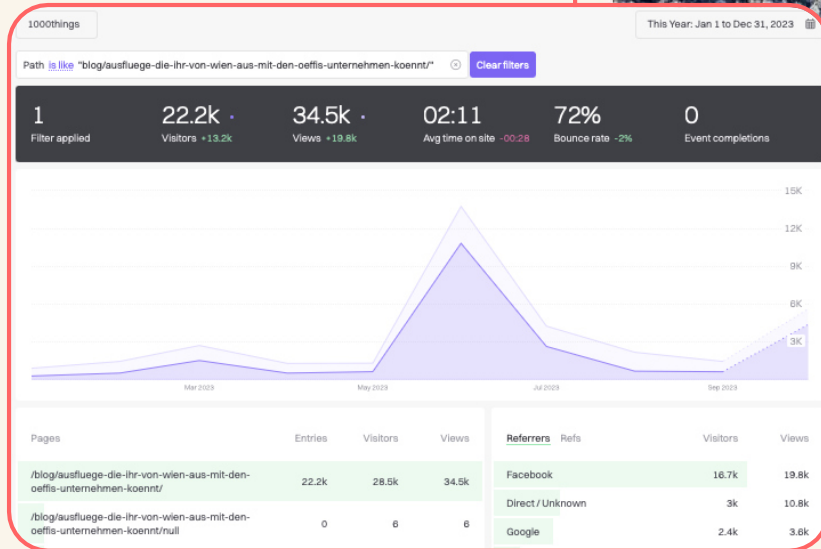 1000things
This Year: Jan 1 to Dec 31, 2023
Path is like "blog/ausfluege-die-ihr-von-wien-aus-mit-den-oeffis-unternehmen-koennt/"
Clear filters
1 22.2k 34.5k 02:11 72% 0
Filter applied Visitors +13.2k Views +19.8k Avg time on site -00:28 Bounce rate -2% Event completions
15K
12K
9K
6K
3K
Mar 2023 May 2023 Jul 2023 Sep 2023
Pages Entries Visitors Views
/blog/ausfluege-die-ihr-von-wien-aus-mit-den-
oeffis-unternehmen-koennt/ 22.2k 28.5k 34.5k
/blog/ausfluege-die-ihr-von-wien-aus-mit-den-
oeffis-unternehmen-koennt/null 0 6 6
Referrers Refs Visitors Views
Facebook 16.7k 19.8k
Direct / Unknown 3k 10.8k
Google 2.4k 3.6k